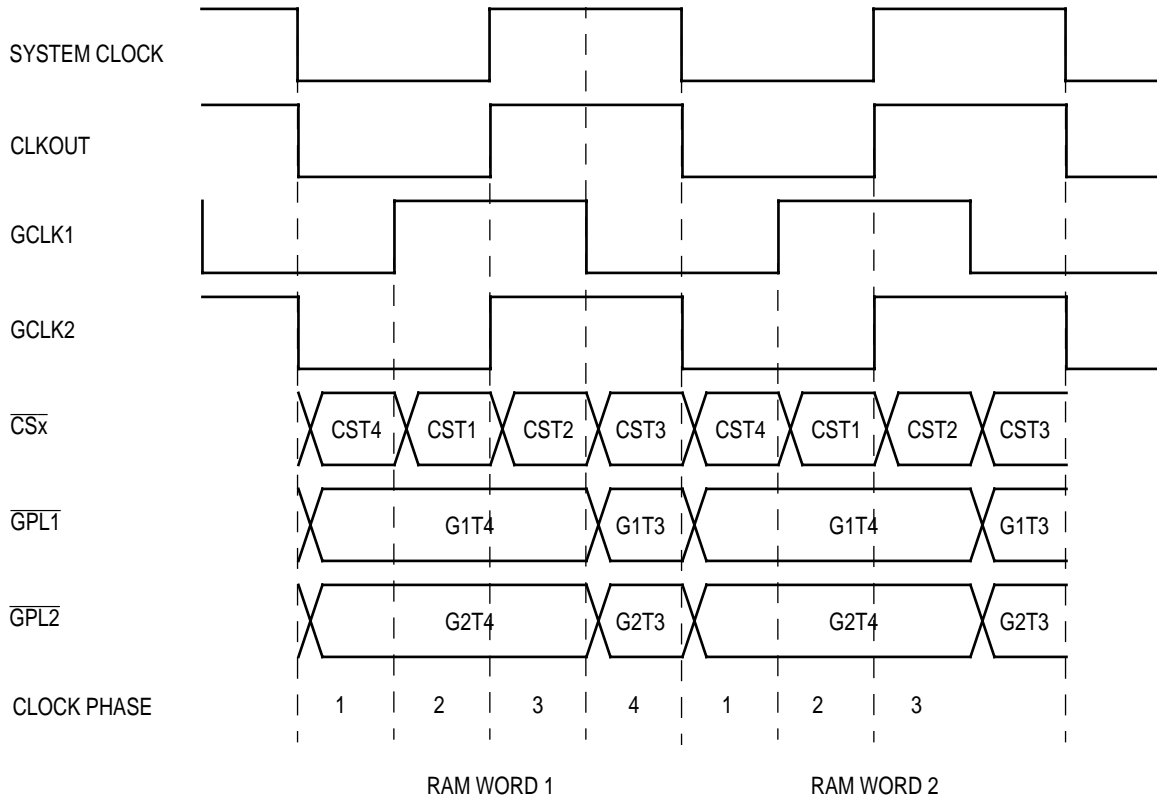 SYSTEM CLOCK
CLKOUT
GCLK1
GCLK2
CSx CST4 CST1 CST2 CST3 CST4 CST1 CST2 CST3
GPL1 G1T4 G1T3 G1T4 G1T3
GPL2 G2T4 G2T3 G2T4 G2T3
CLOCK PHASE 1 2 3 4 1 2 3
RAM WORD 1 RAM WORD 2